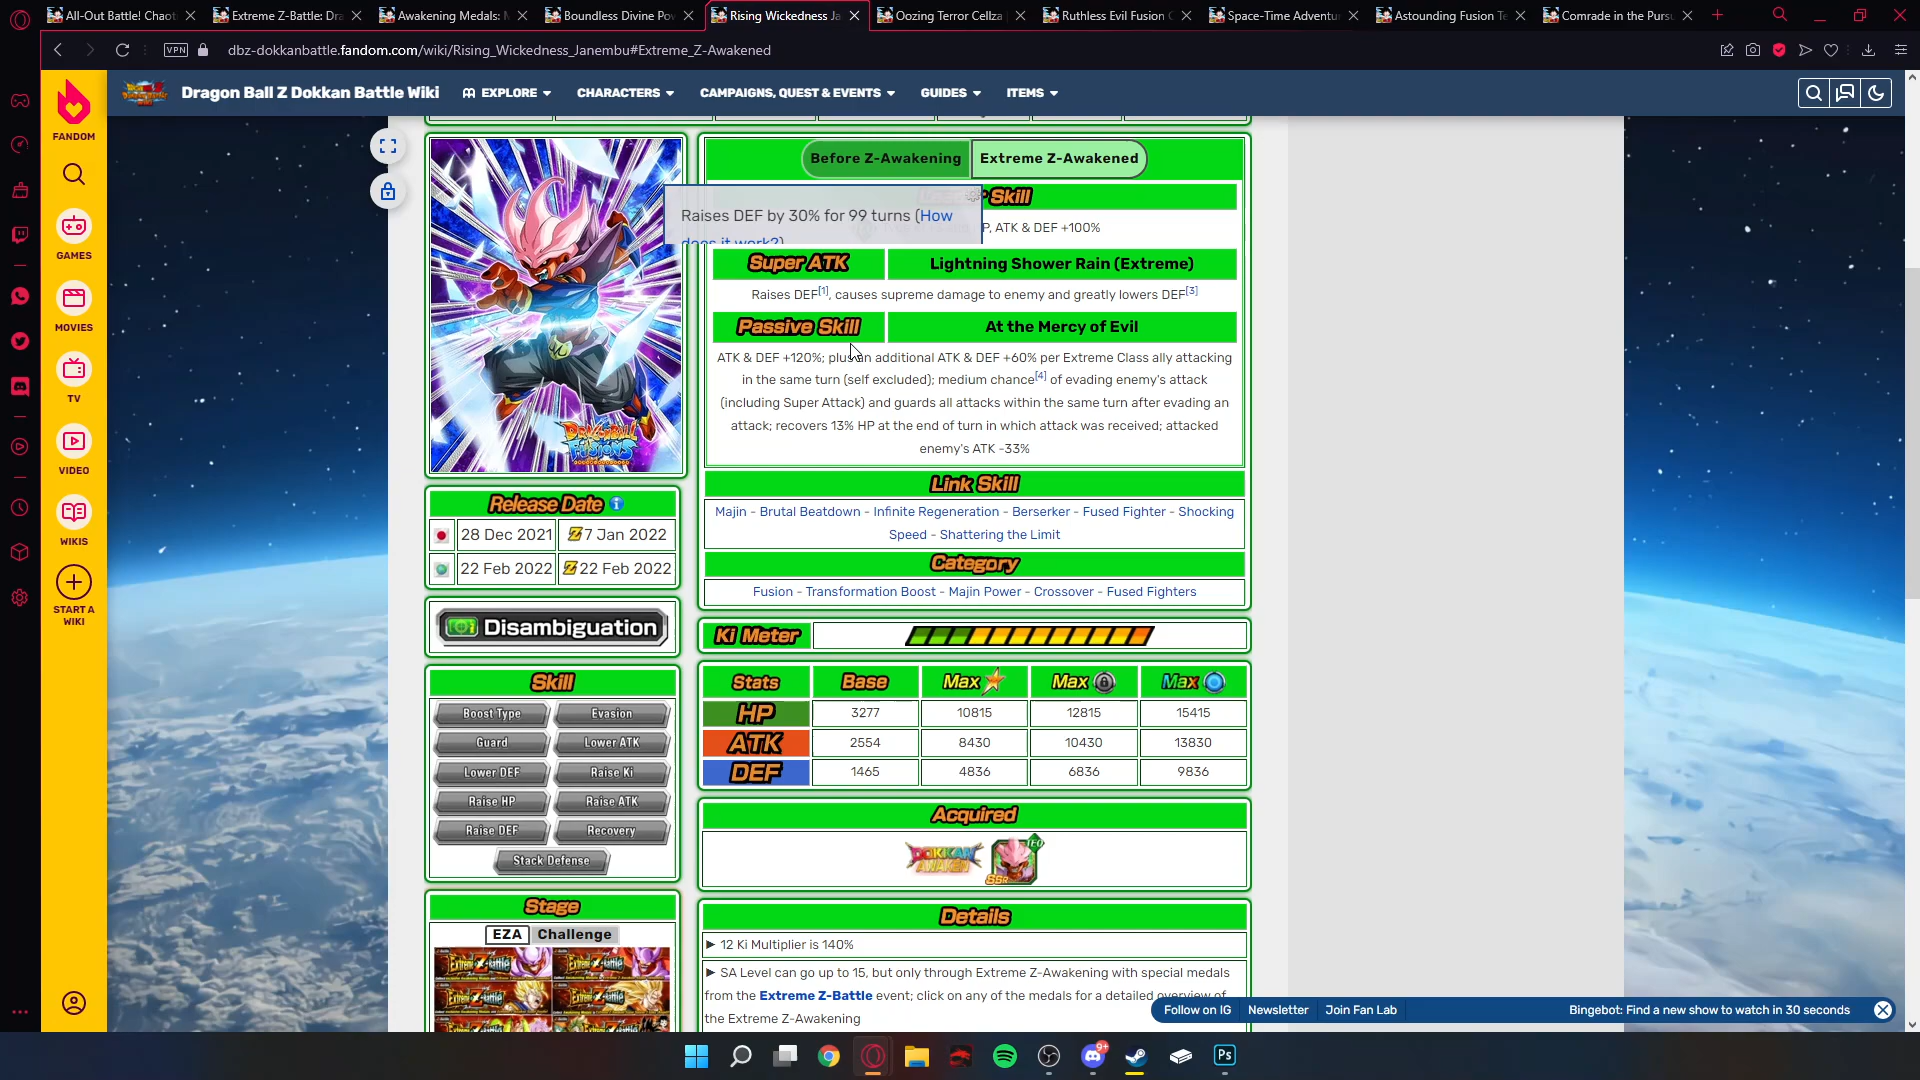 All-Out Battle! Chaot
Extreme Z-Battle: Dra
Awakening Medals: M
Boundless Divine Po
Rising Wickedness Ja
Oozing Terror Cellza
Ruthless Evil Fusion
Space-Time Adventu
Astounding Fusion Te
Comrade in the Pursu
VPN
dbz-dokkanbattle.fandom.com/wiki/Rising_Wickedness_Janembu#Extreme_Z-Awakened
FANDOM
GAMES
MOVIES
TV
VIDEO
WIKIS
START A
WIKI
Dragon Ball Z Dokkan Battle Wiki
EXPLORE
CHARACTERS
CAMPAIGNS, QUEST & EVENTS
GUIDES
ITEMS
Before Z-Awakening
Extreme Z-Awakened
Skill
Raises DEF by 30% for 99 turns (How
does it work?)
P, ATK & DEF +100%
Super ATK
Lightning Shower Rain (Extreme)
Raises DEF[1], causes supreme damage to enemy and greatly lowers DEF[3]
Passive Skill
At the Mercy of Evil
ATK & DEF +120%; plus an additional ATK & DEF +60% per Extreme Class ally attacking
in the same turn (self excluded); medium chance[4] of evading enemy's attack
(including Super Attack) and guards all attacks within the same turn after evading an
attack; recovers 13% HP at the end of turn in which attack was received; attacked
enemy's ATK -33%
Link Skill
Majin - Brutal Beatdown - Infinite Regeneration - Berserker - Fused Fighter - Shocking
Speed - Shattering the Limit
Category
Fusion - Transformation Boost - Majin Power - Crossover - Fused Fighters
Ki Meter
Stats Base Max Max Max
HP 3277 10815 12815 15415
ATK 2554 8430 10430 13830
DEF 1465 4836 6836 9836
Acquired
DOKKAN
AWAKEN
TEQ
SSR
Details
► 12 Ki Multiplier is 140%
► SA Level can go up to 15, but only through Extreme Z-Awakening with special medals
from the Extreme Z-Battle event; click on any of the medals for a detailed overview of
the Extreme Z-Awakening
DRAGONBALL
FUSIONS
Release Date
28 Dec 2021 Z 7 Jan 2022
22 Feb 2022 Z 22 Feb 2022
Disambiguation
Skill
Boost Type Evasion
Guard Lower ATK
Lower DEF Raise Ki
Raise HP Raise ATK
Raise DEF Recovery
Stack Defense
Stage
EZA Challenge
Follow on IG
Newsletter
Join Fan Lab
Bingebot: Find a new show to watch in 30 seconds
9+
Ps